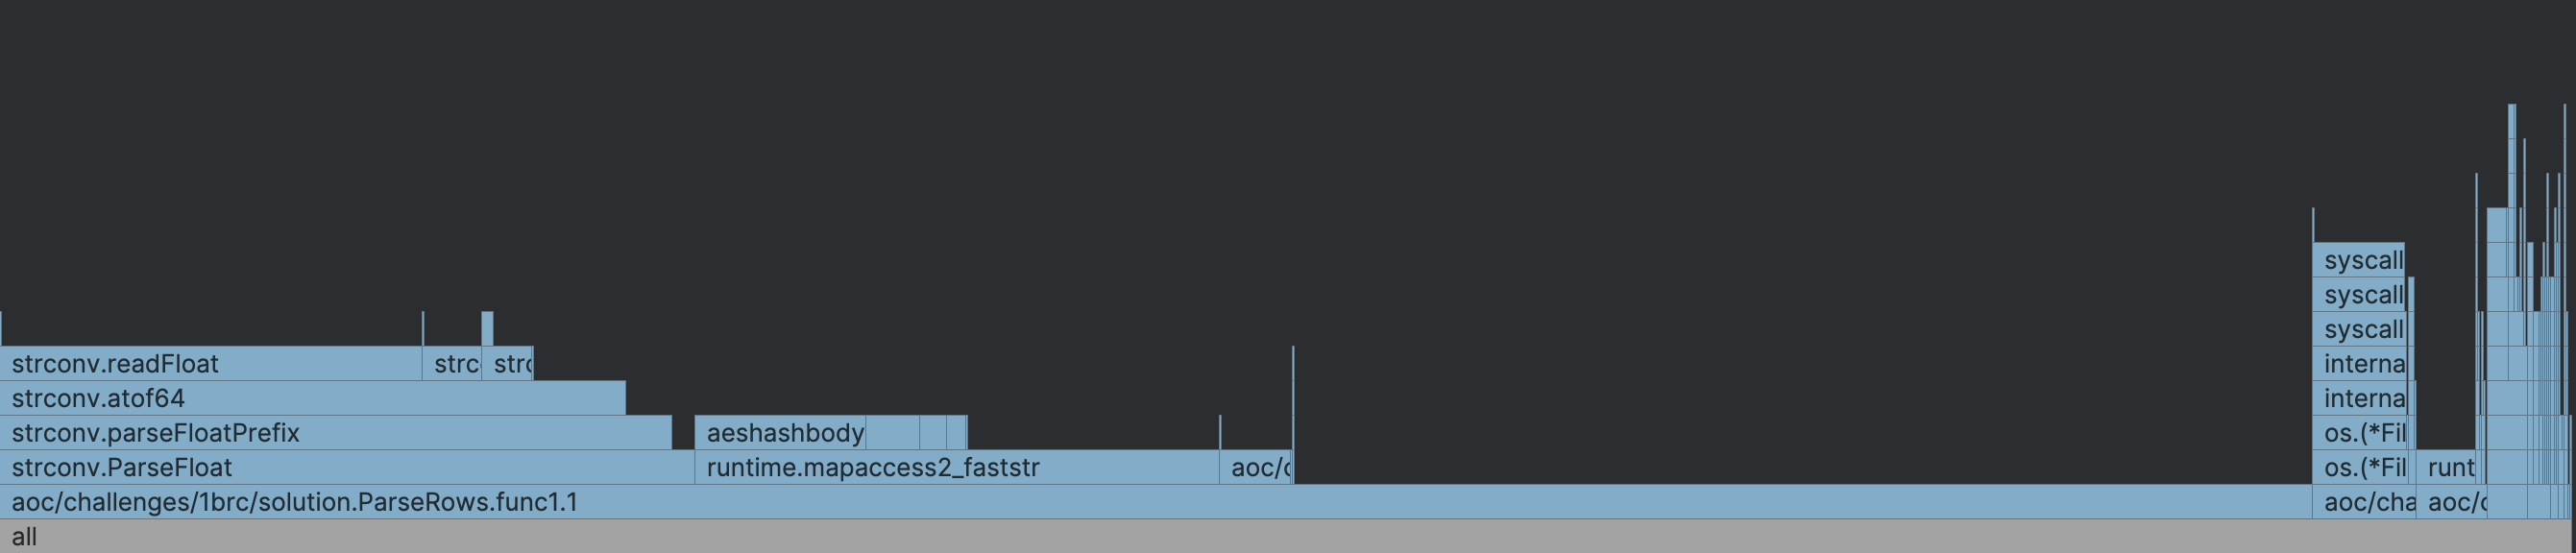 syscall
syscall
syscall
strconv.readFloat strc strc interna
strconv.atof64 interna
strconv.parseFloatPrefix aeshashbody os.(*Fil
strconv.ParseFloat runtime.mapaccess2_faststr aoc/c os.(*Fil runt
aoc/challenges/1brc/solution.ParseRows.func1.1 aoc/cha aoc/c
all